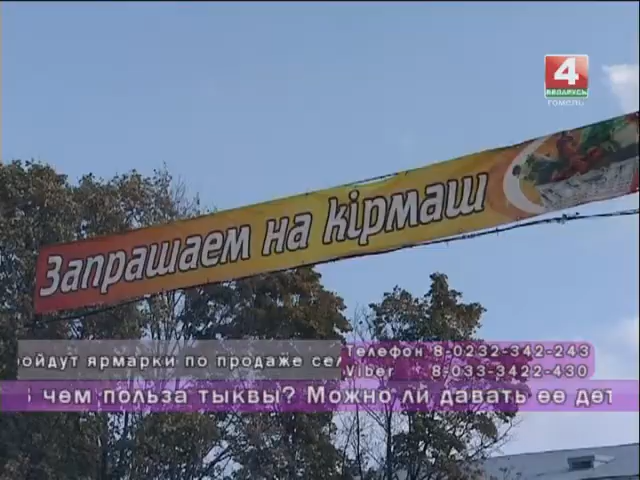 4
БЕЛАРУСЬ
ГОМЕЛЬ
Запрашаем на кірмаш
ойдут ярмарки по продаже сел
Телефон 8-0232-342-243
Viber 8-033-3422-430
В чем польза тыквы? Можно ли давать ее дет